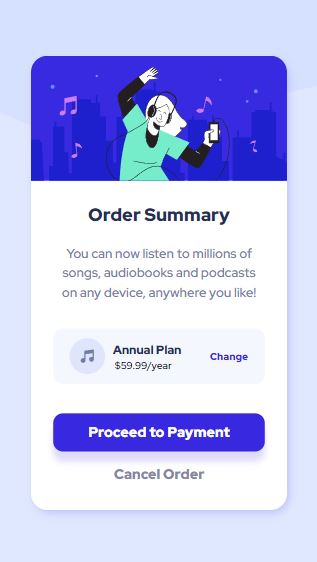 Order Summary
You can now listen to millions of
songs, audiobooks and podcasts
on any device, anywhere you like!
Annual Plan
$59.99/year
Change
Proceed to Payment
Cancel Order